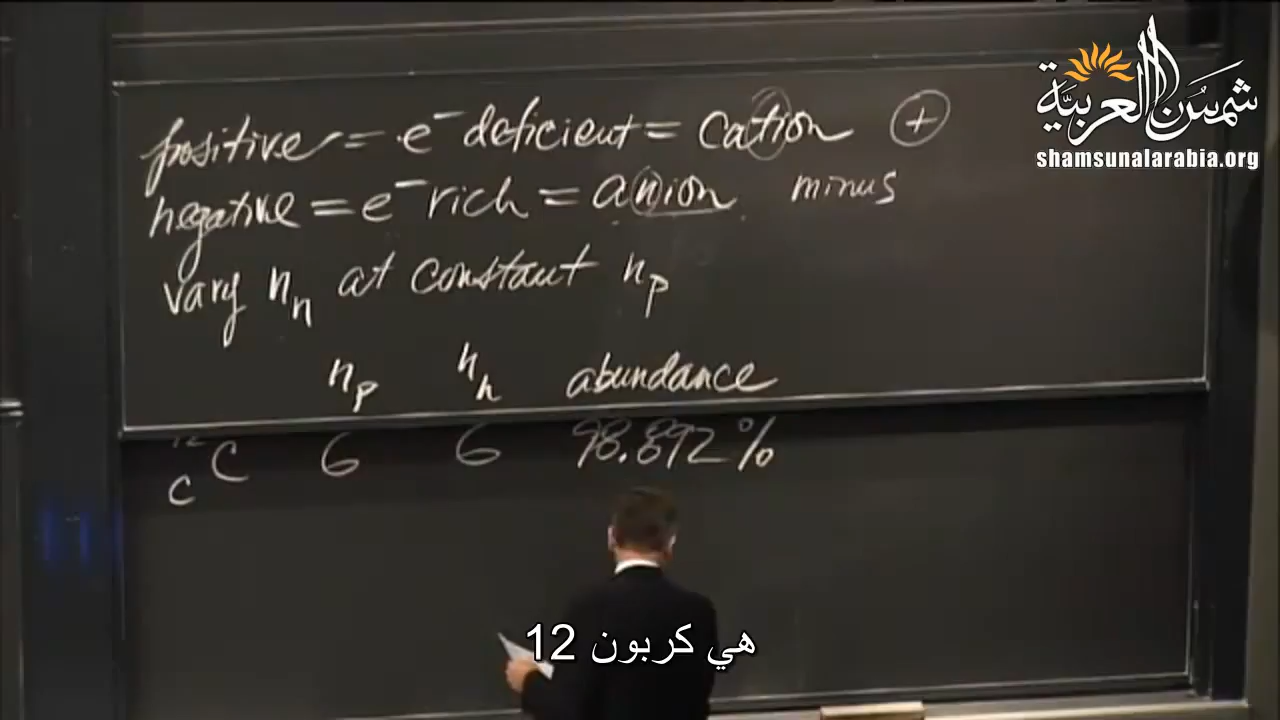 شمسن العربية
shamsunalarabia.org
positive = e⁻ deficient = cation +
negative = e⁻ rich = anion minus
vary nₙ at constant nₚ
nₚ nₙ abundance
¹²C 6 6 98.892%
c
هي كربون 12